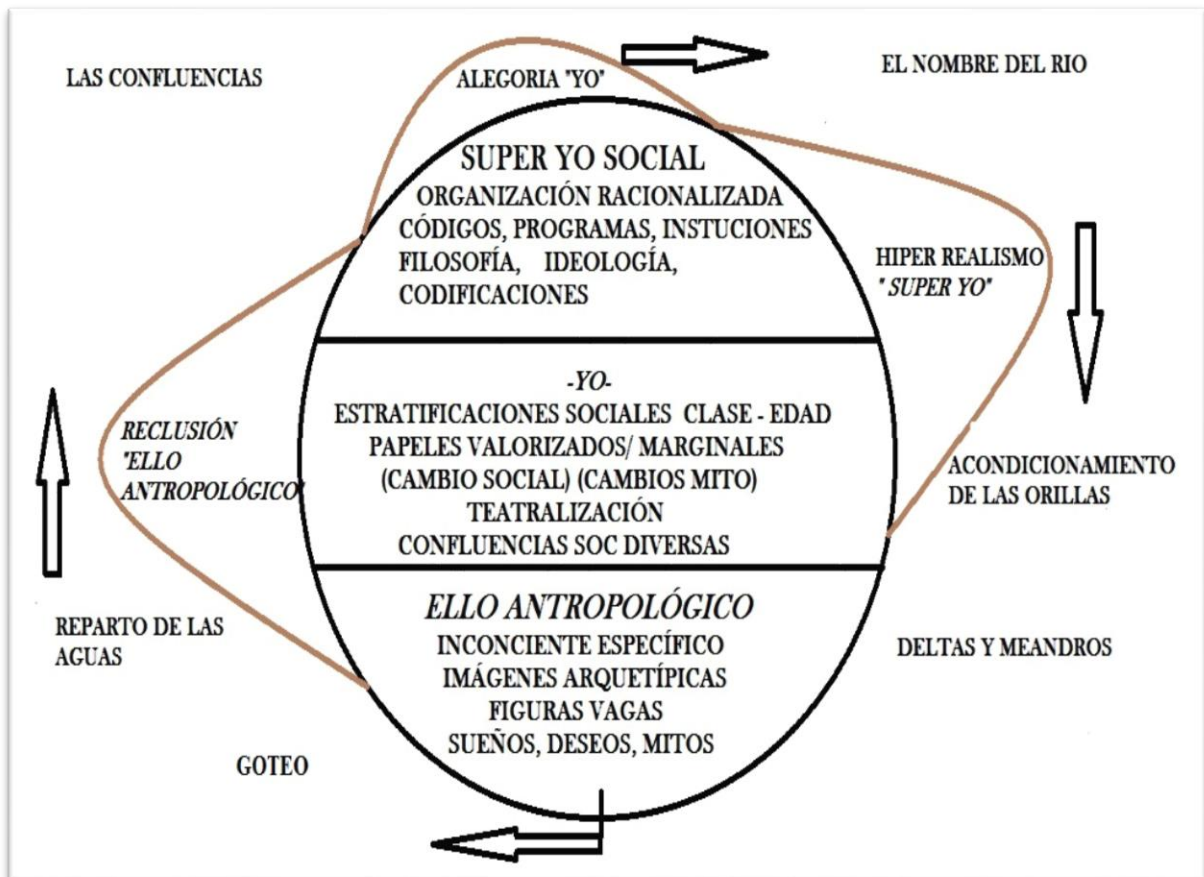 LAS CONFLUENCIAS
ALEGORIA "YO"
EL NOMBRE DEL RIO
SUPER YO SOCIAL
ORGANIZACIÓN RACIONALIZADA
CÓDIGOS, PROGRAMAS, INSTUCIONES
FILOSOFÍA, IDEOLOGÍA,
CODIFICACIONES
HIPER REALISMO
" SUPER YO"
-YO-
ESTRATIFICACIONES SOCIALES CLASE - EDAD
PAPELES VALORIZADOS/ MARGINALES
(CAMBIO SOCIAL) (CAMBIOS MITO)
TEATRALIZACIÓN
CONFLUENCIAS SOC DIVERSAS
RECLUSIÓN
"ELLO
ANTROPOLÓGICO"
ACONDICIONAMIENTO
DE LAS ORILLAS
ELLO ANTROPOLÓGICO
INCONCIENTE ESPECÍFICO
IMÁGENES ARQUETÍPICAS
FIGURAS VAGAS
SUEÑOS, DESEOS, MITOS
REPARTO DE LAS
AGUAS
DELTAS Y MEANDROS
GOTEO